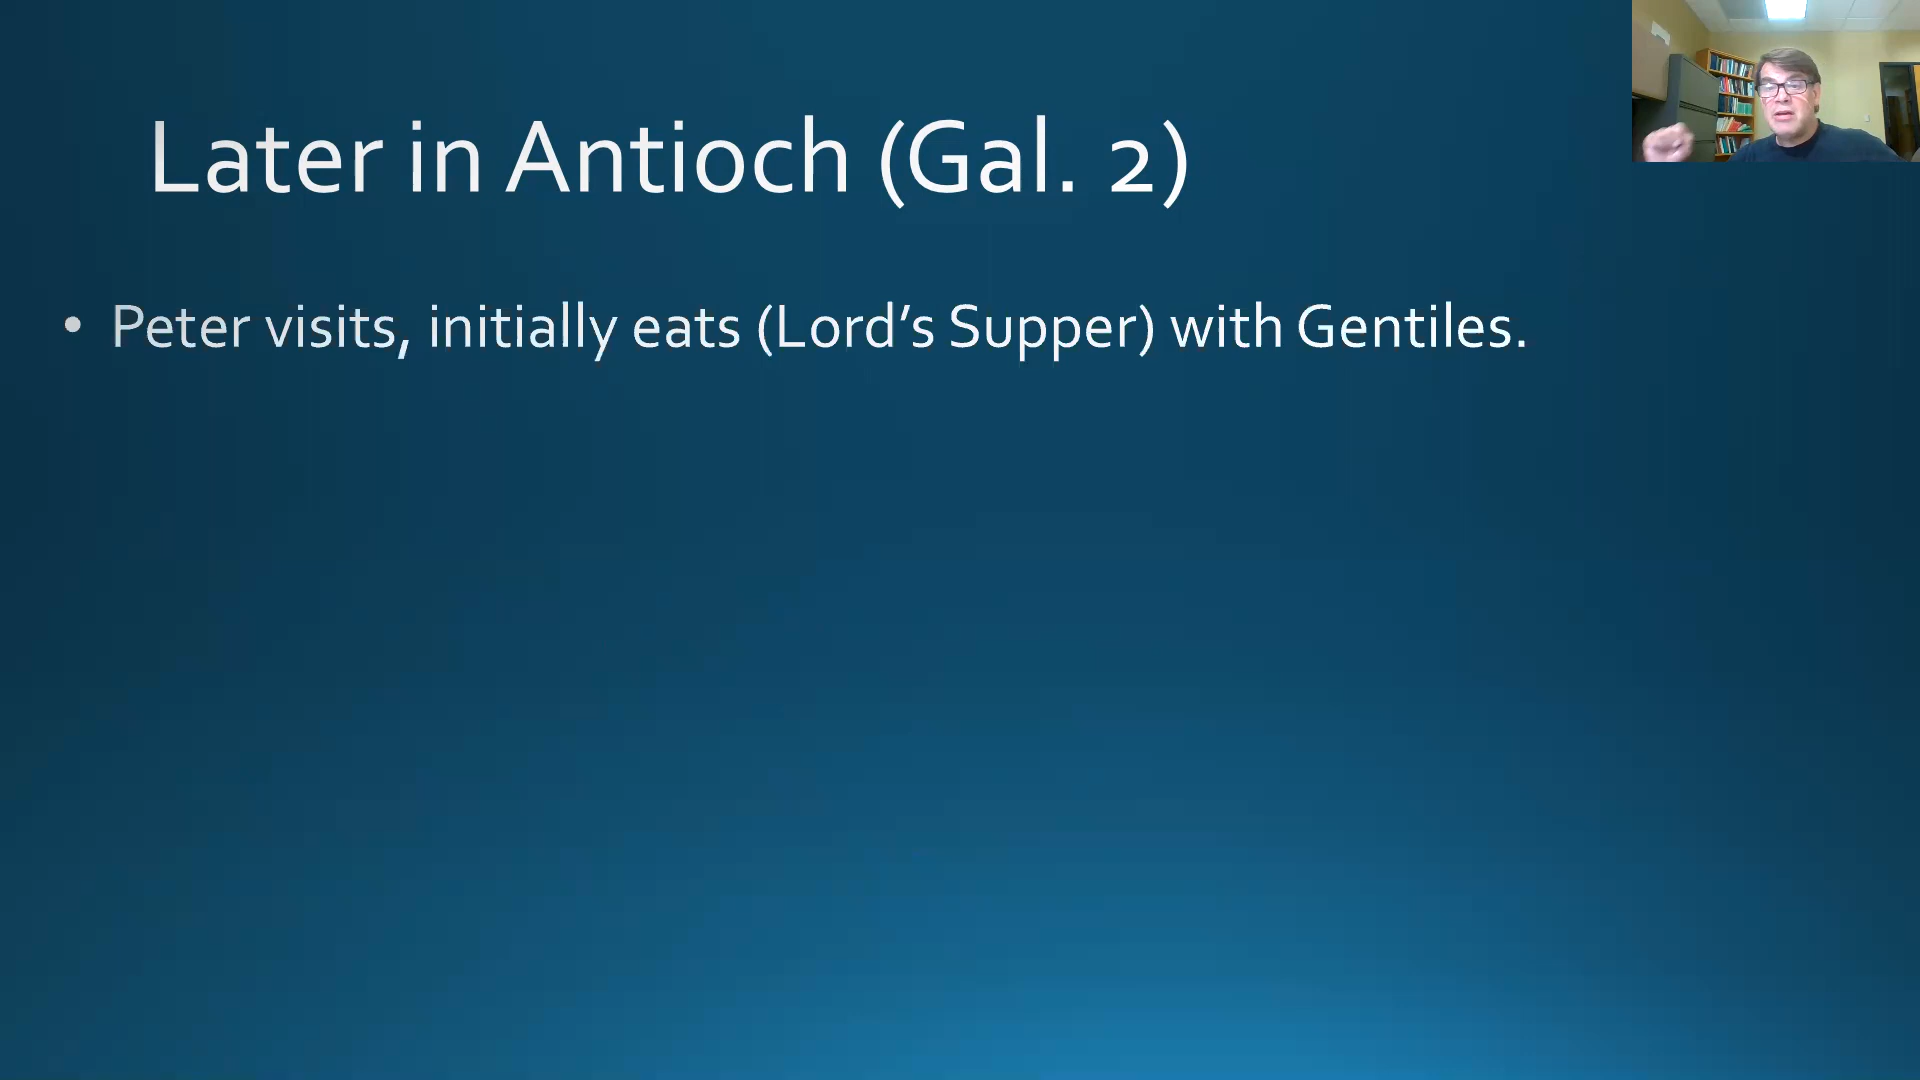 Later in Antioch (Gal. 2)
• Peter visits, initially eats (Lord’s Supper) with Gentiles.